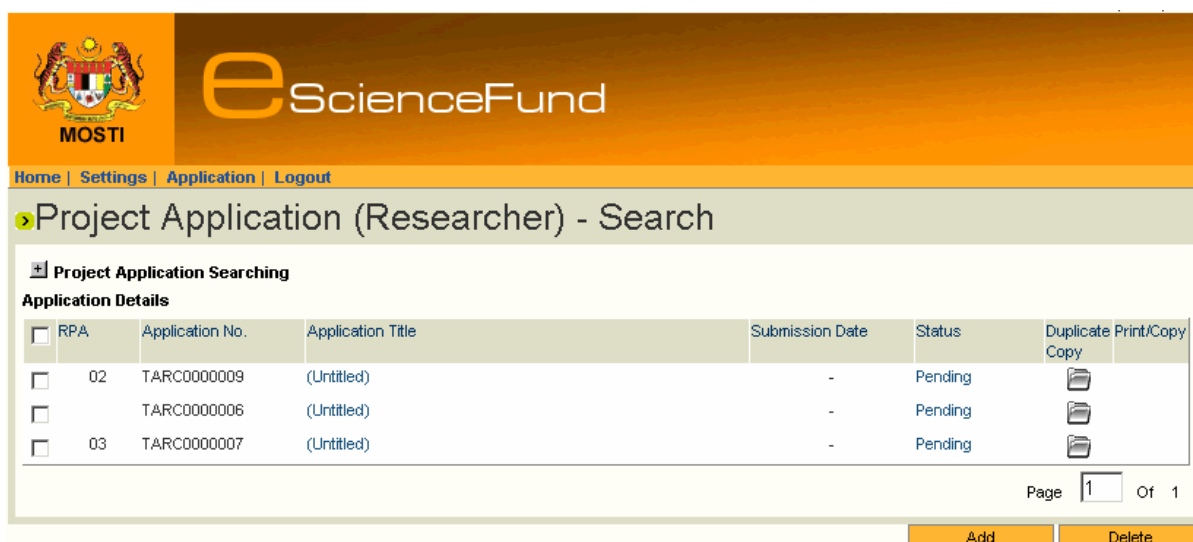 MOSTI
eScienceFund
Home | Settings | Application | Logout
Project Application (Researcher) - Search
Project Application Searching
Application Details
RPA Application No. Application Title Submission Date Status Duplicate Copy Print/Copy
02 TARC0000009 (Untitled) - Pending
TARC0000006 (Untitled) - Pending
03 TARC0000007 (Untitled) - Pending
Page 1 Of 1
Add Delete